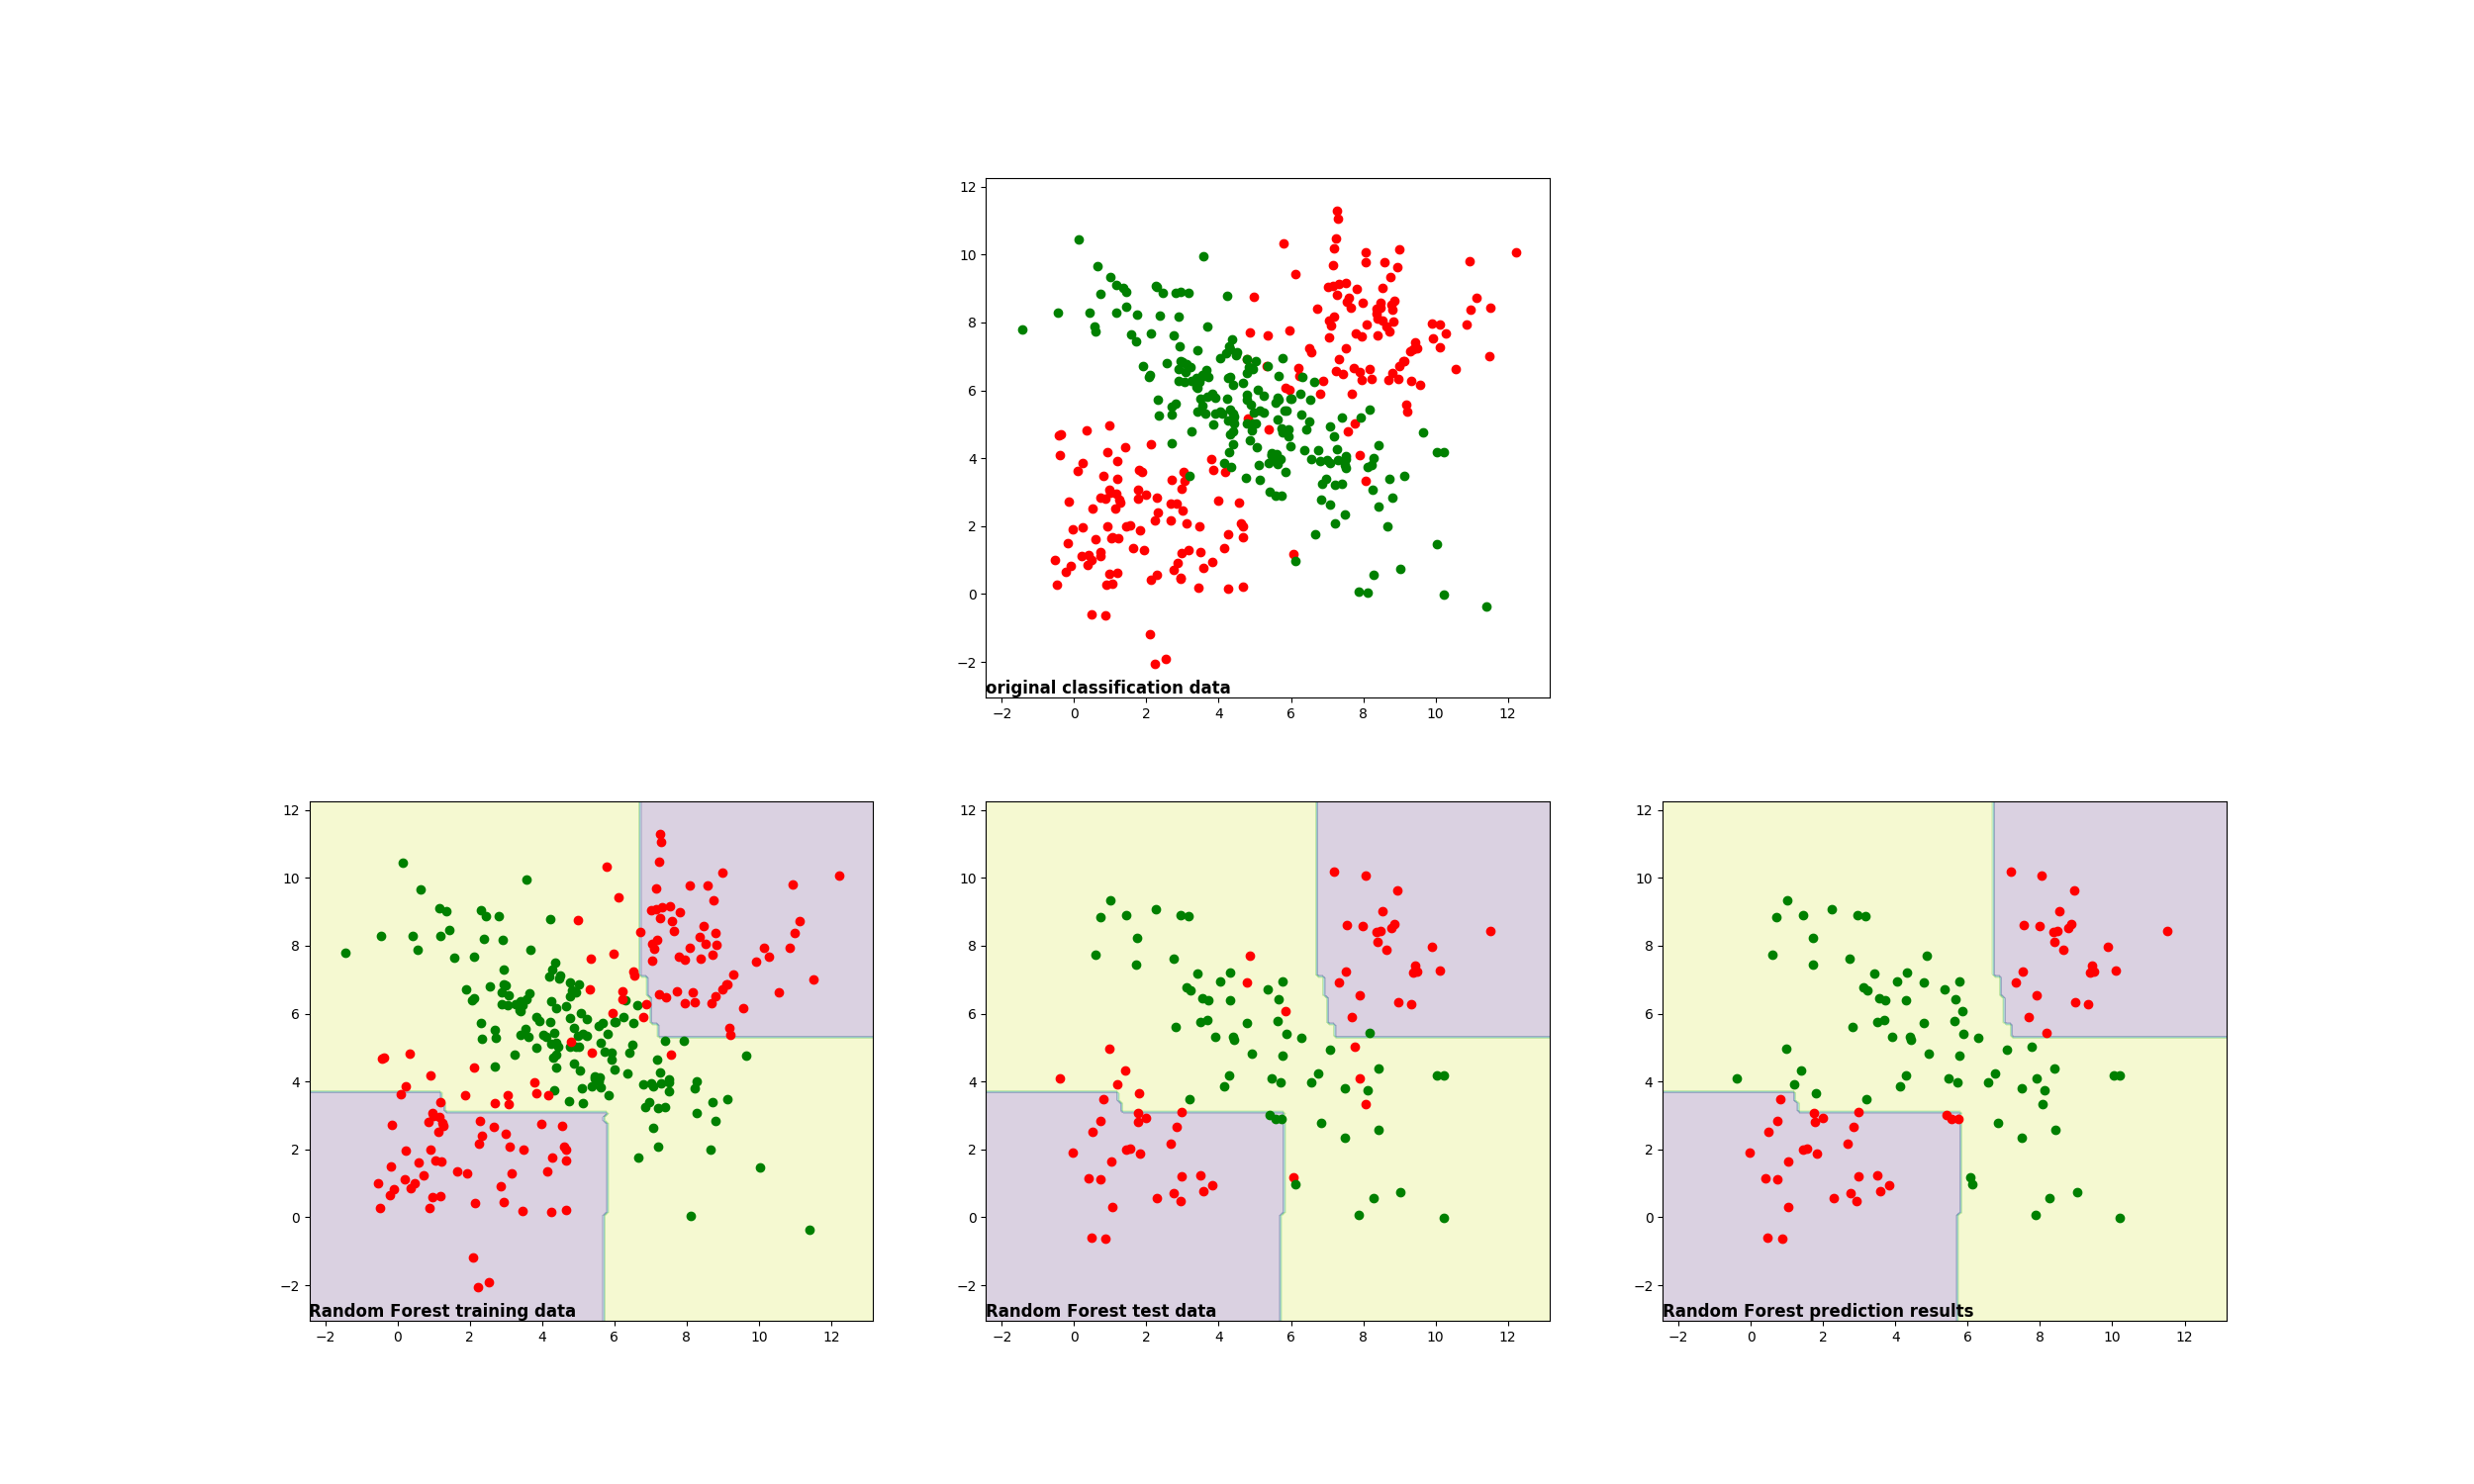 12
10
8
6
4
2
0
−2
original classification data
−2 0 2 4 6 8 10 12
12 12 12
10 10 10
8 8 8
6 6 6
4 4 4
2 2 2
0 0 0
−2 −2 −2
Random Forest training data Random Forest test data Random Forest prediction results
−2 0 2 4 6 8 10 12 −2 0 2 4 6 8 10 12 −2 0 2 4 6 8 10 12